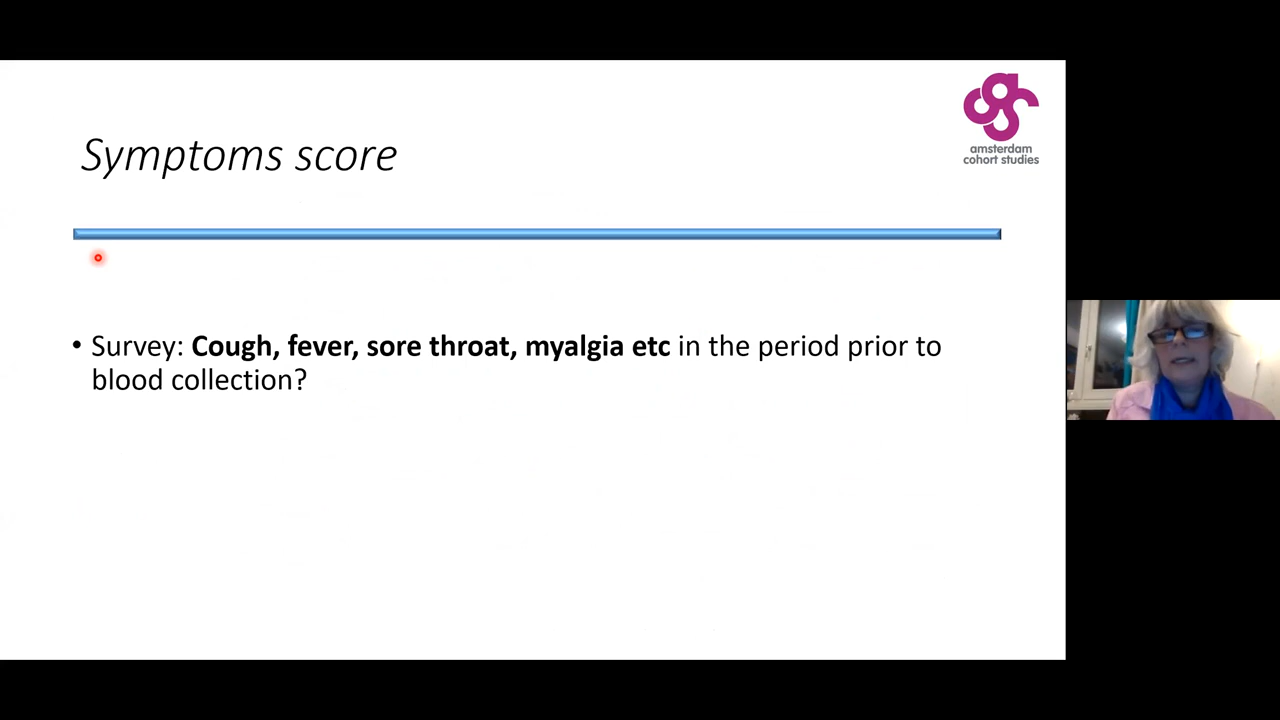 amsterdam
cohort studies
Symptoms score
• Survey: Cough, fever, sore throat, myalgia etc in the period prior to
blood collection?